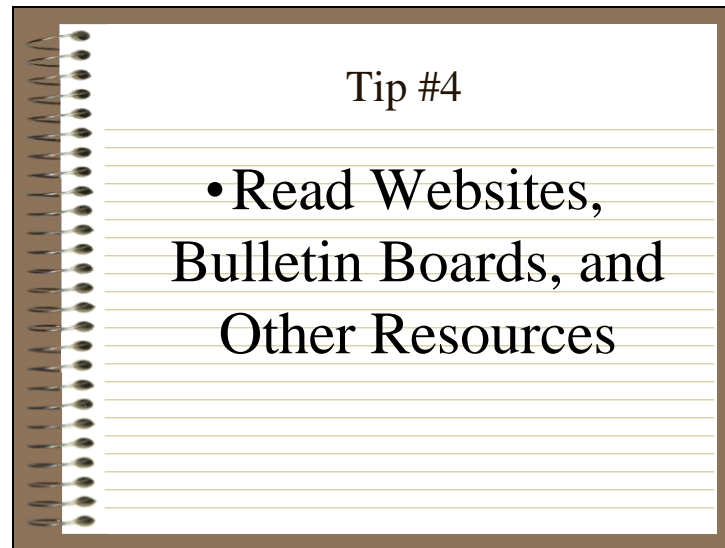 Tip #4
•Read Websites,
Bulletin Boards, and
Other Resources